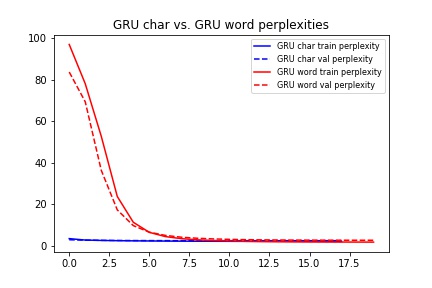 GRU char vs. GRU word perplexities
100
80
60
40
20
0
GRU char train perplexity
GRU char val perplexity
GRU word train perplexity
GRU word val perplexity
0.0 2.5 5.0 7.5 10.0 12.5 15.0 17.5